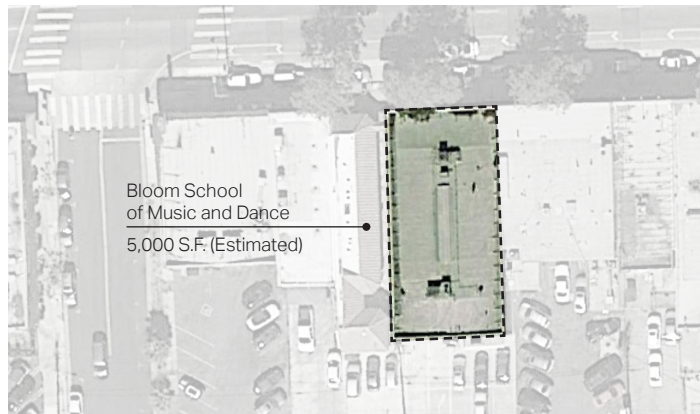 Bloom School
of Music and Dance
5,000 S.F. (Estimated)